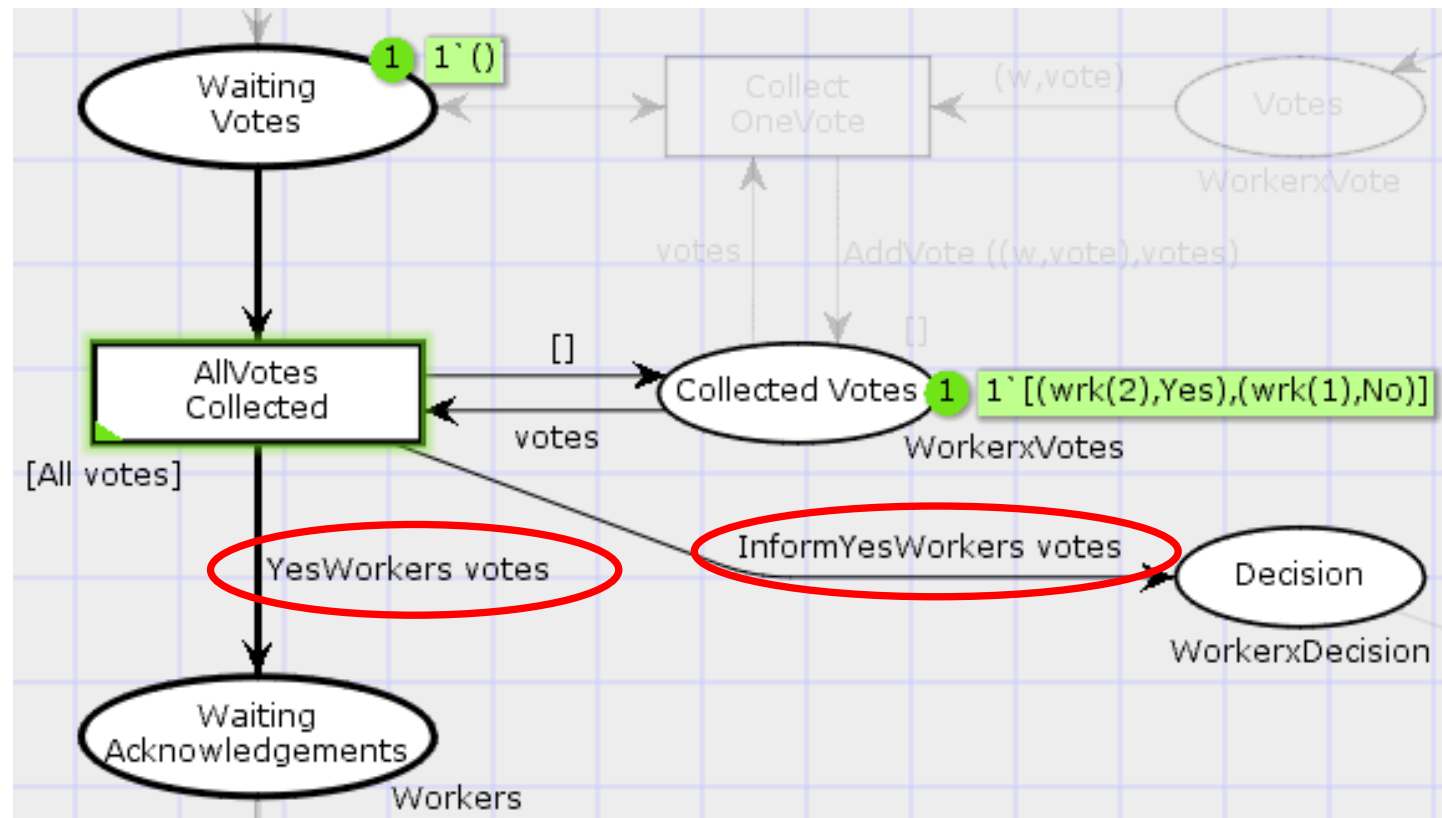 1
1`()
Waiting
Votes
Collect
OneVote
(w,vote)
Votes
WorkerxVote
votes
AddVote ((w,vote),votes)
[]
[]
AllVotes
Collected
Collected Votes
1
1`[(wrk(2),Yes),(wrk(1),No)]
votes
WorkerxVotes
[All votes]
InformYesWorkers votes
YesWorkers votes
Decision
WorkerxDecision
Waiting
Acknowledgements
Workers